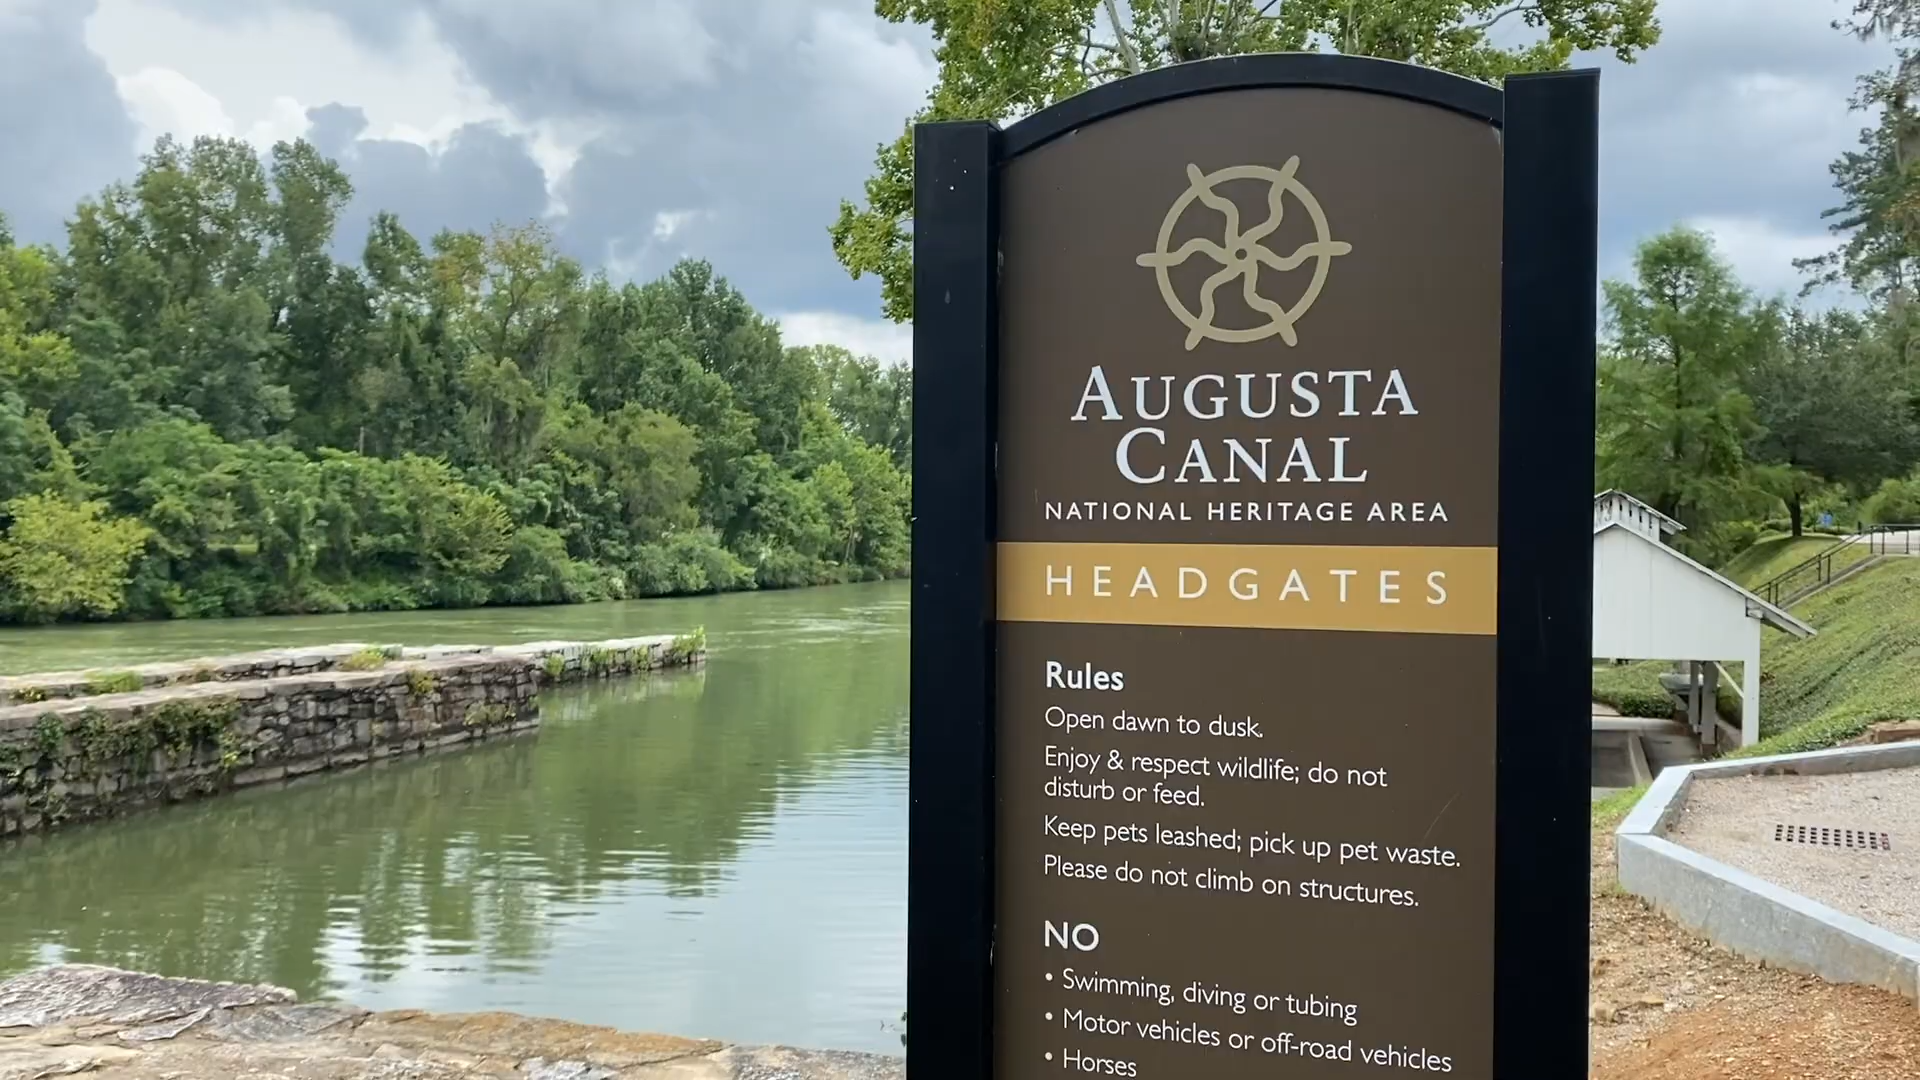 AUGUSTA
CANAL
NATIONAL HERITAGE AREA
HEADGATES
Rules
Open dawn to dusk.
Enjoy & respect wildlife; do not
disturb or feed.
Keep pets leashed; pick up pet waste.
Please do not climb on structures.
NO
• Swimming, diving or tubing
• Motor vehicles or off-road vehicles
• Horses